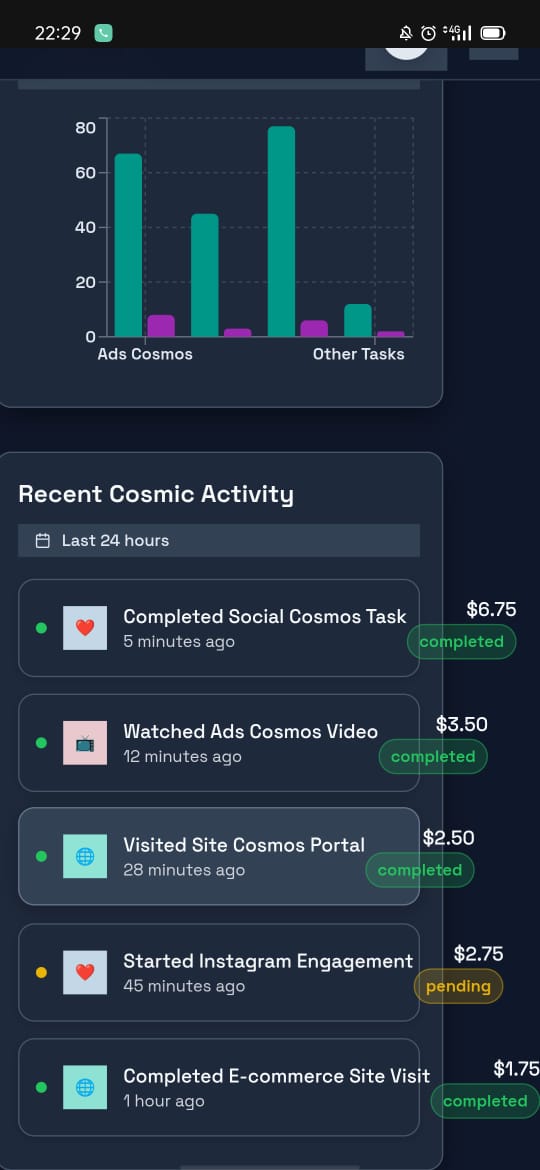 22:29
4G
80
60
40
20
0
Ads Cosmos
Other Tasks
Recent Cosmic Activity
Last 24 hours
Completed Social Cosmos Task
$6.75
5 minutes ago
completed
Watched Ads Cosmos Video
$3.50
12 minutes ago
completed
Visited Site Cosmos Portal
$2.50
28 minutes ago
completed
Started Instagram Engagement
$2.75
45 minutes ago
pending
Completed E-commerce Site Visit
$1.75
1 hour ago
completed